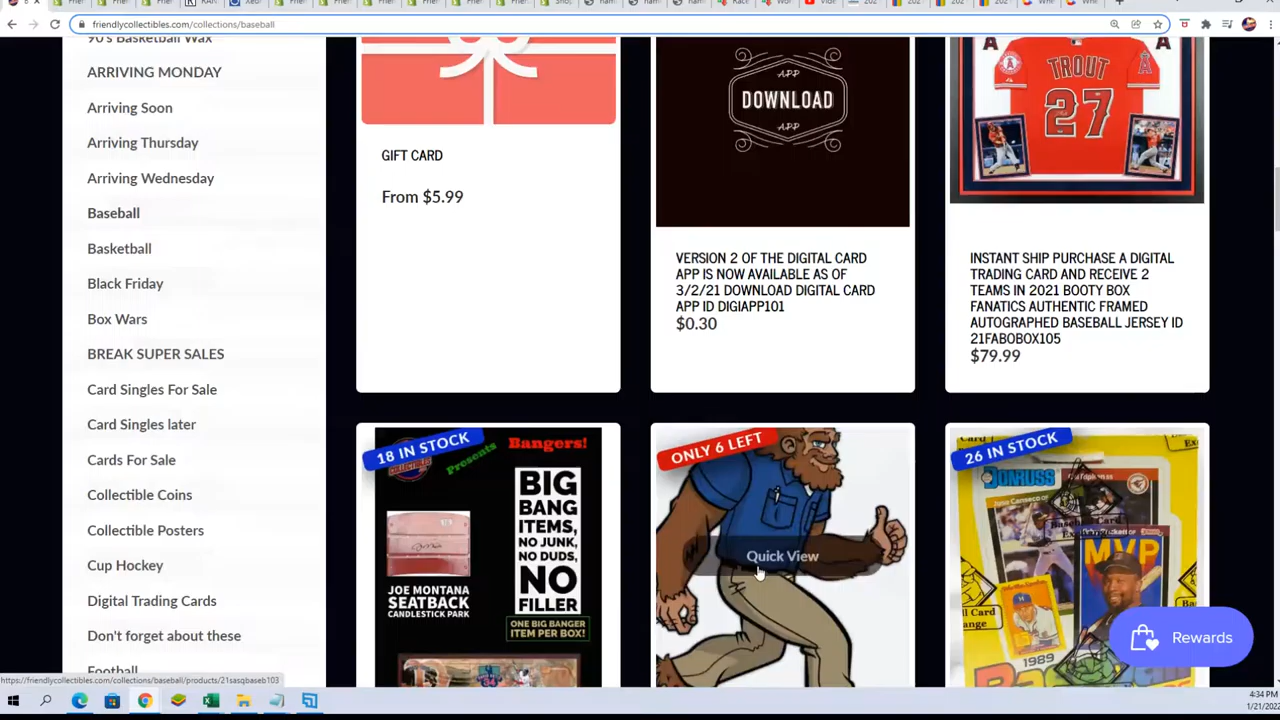 friendlycollectibles.com/collections/baseball
90's Basketball Wax
ARRIVING MONDAY
Arriving Soon
Arriving Thursday
Arriving Wednesday
Baseball
Basketball
Black Friday
Box Wars
BREAK SUPER SALES
Card Singles For Sale
Card Singles later
Cards For Sale
Collectible Coins
Collectible Posters
Cup Hockey
Digital Trading Cards
Don't forget about these
Football
GIFT CARD
From $5.99
APP
DOWNLOAD
APP
VERSION 2 OF THE DIGITAL CARD
APP IS NOW AVAILABLE AS OF
3/2/21 DOWNLOAD DIGITAL CARD
APP ID DIGIAPP101
$0.30
TROUT
27
INSTANT SHIP PURCHASE A DIGITAL
TRADING CARD AND RECEIVE 2
TEAMS IN 2021 BOOTY BOX
FANATICS AUTHENTIC FRAMED
AUTOGRAPHED BASEBALL JERSEY ID
21FABOBOX105
$79.99
18 IN STOCK
Presents
Bangers!
BIG
BANG
ITEMS,
NO JUNK,
NO DUDS,
NO
FILLER
ONE BIG BANGER
ITEM PER BOX!
JOE MONTANA
SEATBACK
CANDLESTICK PARK
ONLY 6 LEFT
Quick View
26 IN STOCK
DONRUSS
MVP
1989
Rewards
https://friendlycollectibles.com/collections/baseball/products/21sasqbaseb103
4:34 PM
1/21/2022